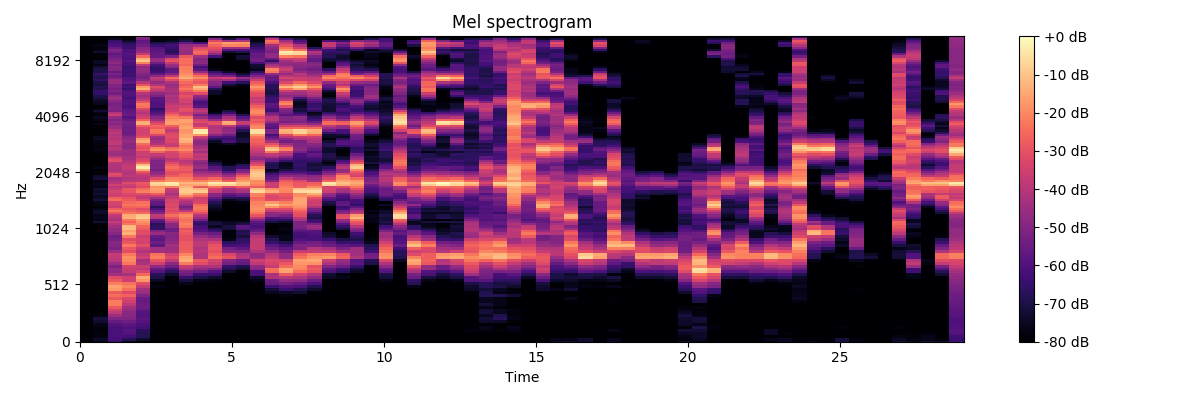 Mel spectrogram
Hz
8192
4096
2048
1024
512
0
0 5 10 15 20 25
Time
+0 dB
-10 dB
-20 dB
-30 dB
-40 dB
-50 dB
-60 dB
-70 dB
-80 dB